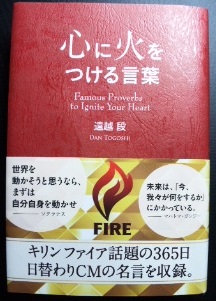 心に火を
つける言葉
Famous Proverbs
to Ignite Your Heart
遠越 段
DAN TOGOSHI
世界を
動かそうと思うなら、
まずは
自分自身を動かせ
ソクラテス
未来は、「今、
我々が何をするか」
にかかっている。
マハトマ・ガンジー
FIRE
キリン ファイア話題の365日
日替わりCMの名言を収録。